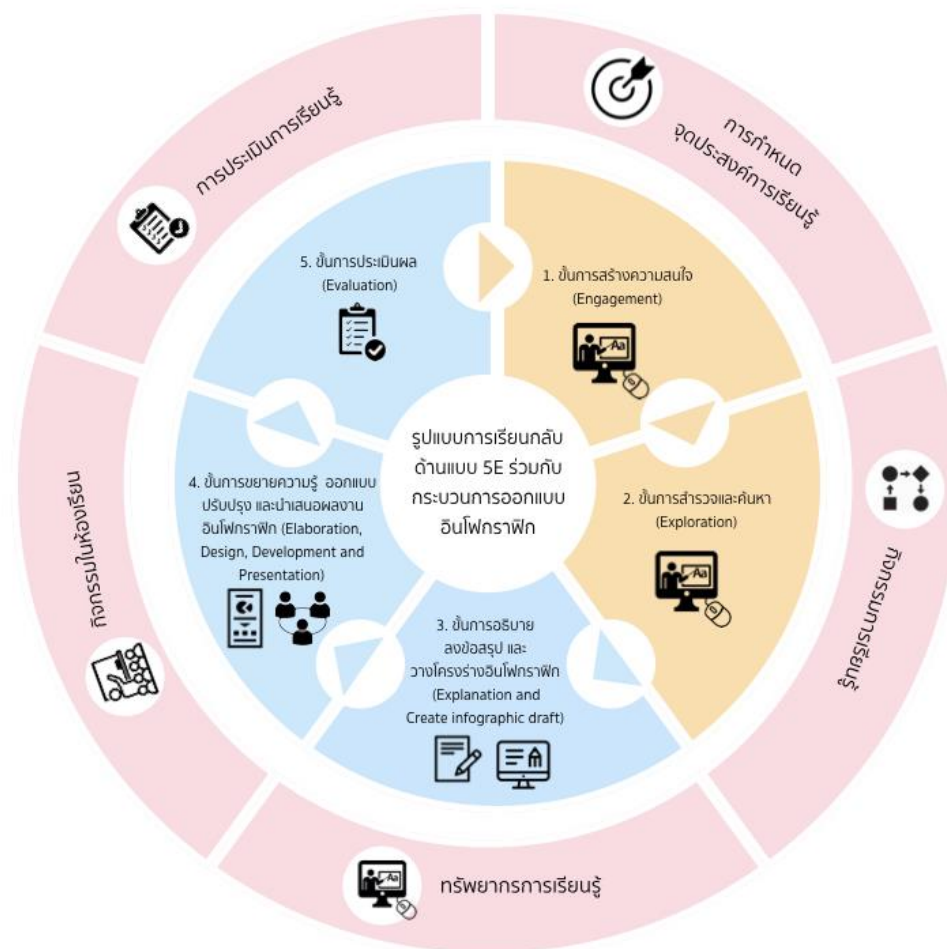 การกำหนด
จุดประสงค์การเรียนรู้
กิจกรรมการเรียนรู้
ทรัพยากรการเรียนรู้
กิจกรรมในห้องเรียน
การประเมินการเรียนรู้
1. ขั้นการสร้างความสนใจ
(Engagement)
Aa
2. ขั้นการสำรวจและค้นหา
(Exploration)
Aa
3. ขั้นการอธิบาย
ลงข้อสรุป และ
วางโครงร่างอินโฟกราฟิก
(Explanation and
Create infographic draft)
4. ขั้นการขยายความรู้ ออกแบบ
ปรับปรุง และนำเสนอผลงาน
อินโฟกราฟิก (Elaboration,
Design, Development and
Presentation)
5. ขั้นการประเมินผล
(Evaluation)
รูปแบบการเรียนกลับ
ด้านแบบ 5E ร่วมกับ
กระบวนการออกแบบ
อินโฟกราฟิก
Aa